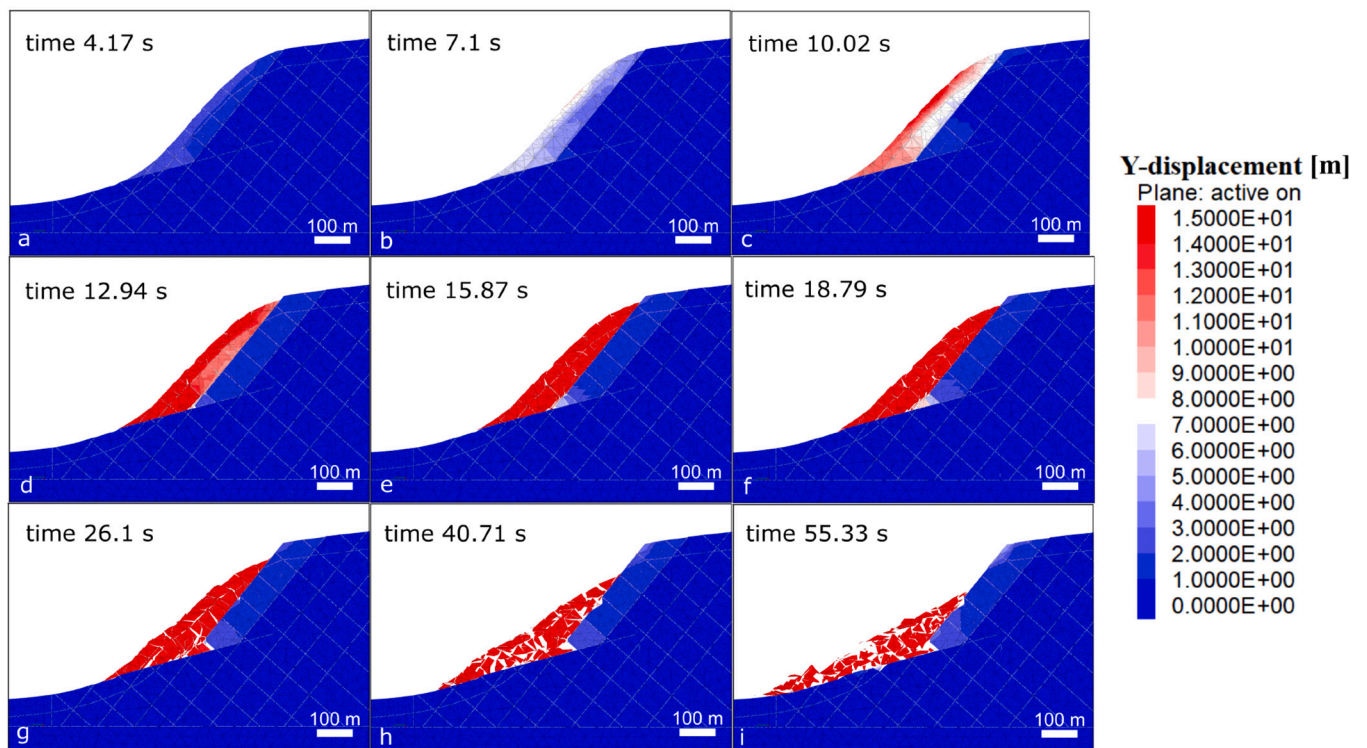 time 4.17 s
100 m
a
time 7.1 s
100 m
b
time 10.02 s
100 m
c
time 12.94 s
100 m
d
time 15.87 s
100 m
e
time 18.79 s
100 m
f
time 26.1 s
100 m
g
time 40.71 s
100 m
h
time 55.33 s
100 m
i
Y-displacement [m]
Plane: active on
1.5000E+01
1.4000E+01
1.3000E+01
1.2000E+01
1.1000E+01
1.0000E+01
9.0000E+00
8.0000E+00
7.0000E+00
6.0000E+00
5.0000E+00
4.0000E+00
3.0000E+00
2.0000E+00
1.0000E+00
0.0000E+00